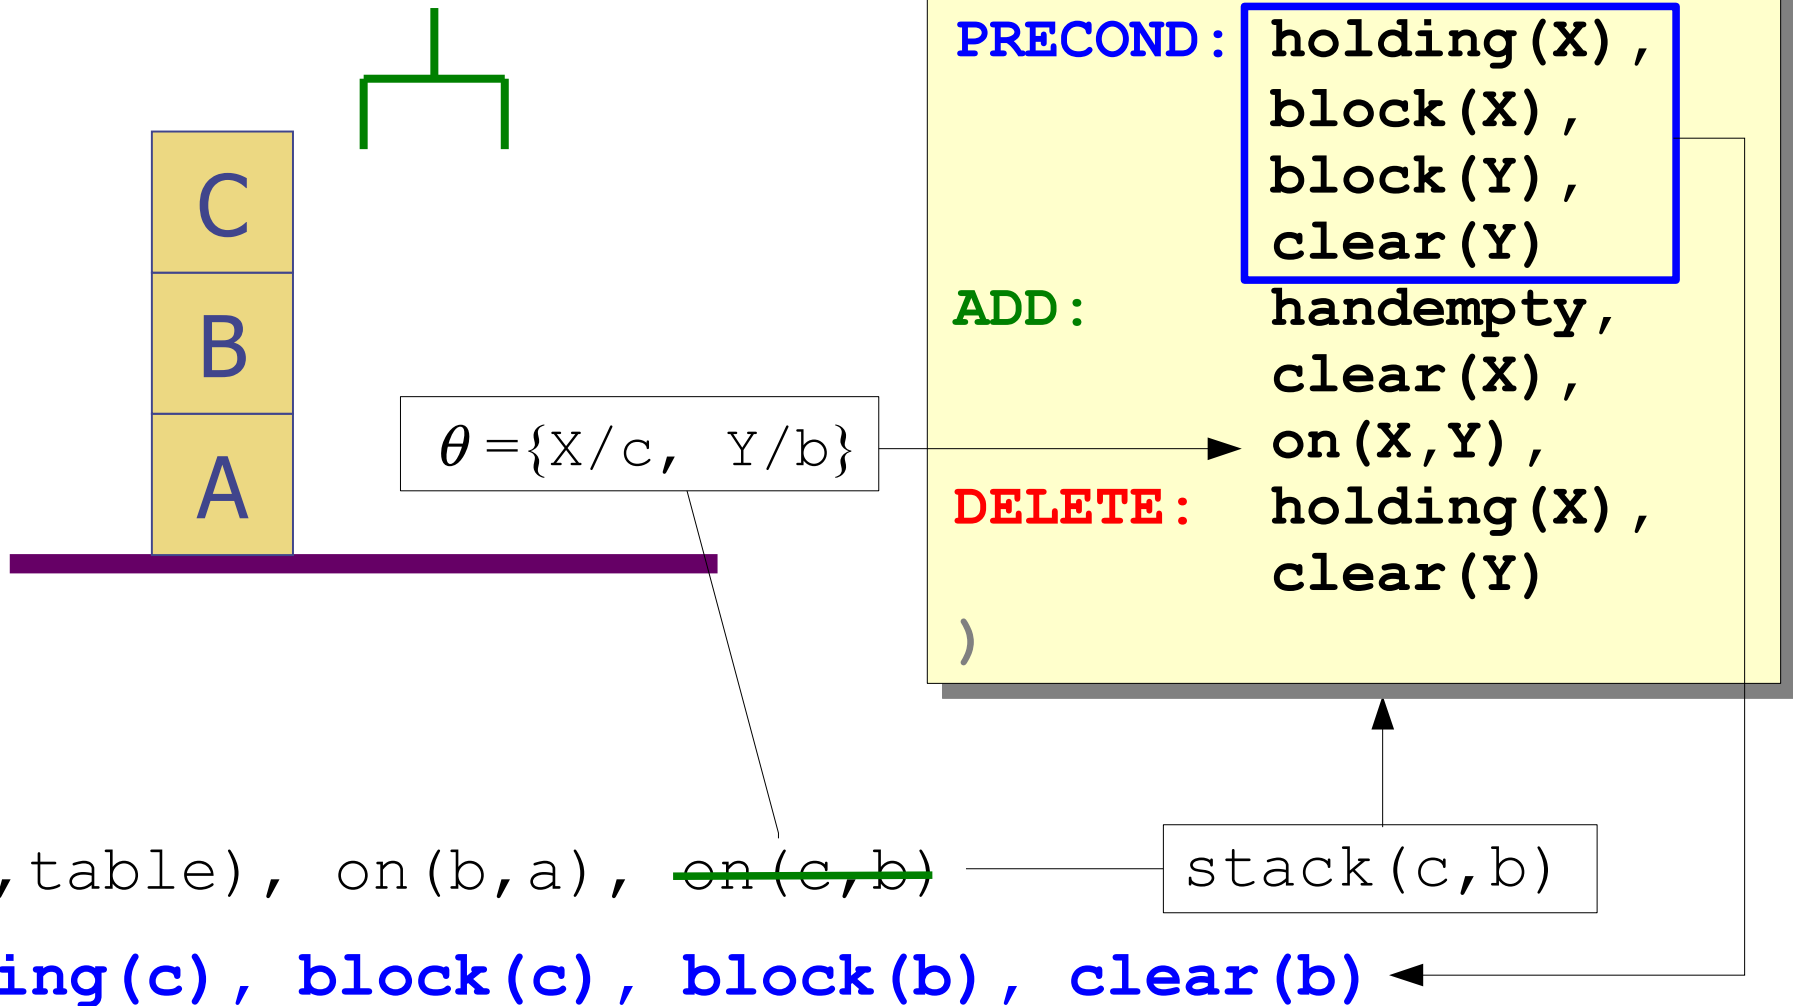 PRECOND: holding(X),
block(X),
block(Y),
clear(Y)
ADD: handempty,
clear(X),
on(X,Y),
DELETE: holding(X),
clear(Y)
)
C
B
A
θ={X/c, Y/b}
,table), on(b,a), on(c,b)
stack(c,b)
ing(c), block(c), block(b), clear(b)